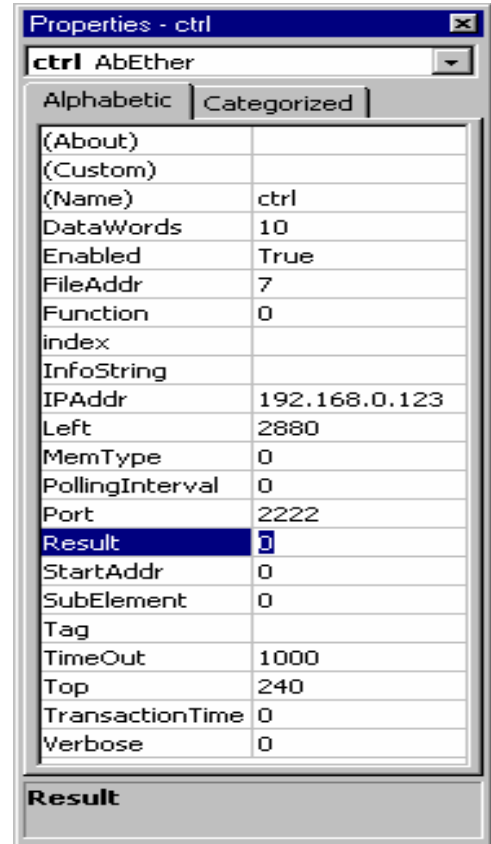 Properties - ctrl
ctrl AbEther
Alphabetic Categorized
(About)
(Custom)
(Name) ctrl
DataWords 10
Enabled True
FileAddr 7
Function 0
index
InfoString
IPAddr 192.168.0.123
Left 2880
MemType 0
PollingInterval 0
Port 2222
Result 0
StartAddr 0
SubElement 0
Tag
TimeOut 1000
Top 240
TransactionTime 0
Verbose 0
Result